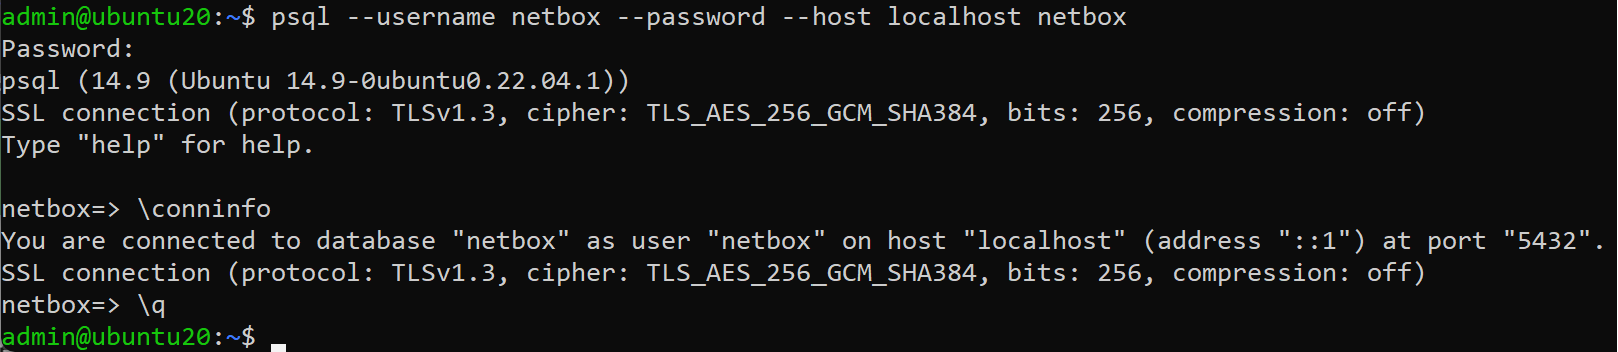 admin@ubuntu20:~$ psql --username netbox --password --host localhost netbox
Password:
psql (14.9 (Ubuntu 14.9-0ubuntu0.22.04.1))
SSL connection (protocol: TLSv1.3, cipher: TLS_AES_256_GCM_SHA384, bits: 256, compression: off)
Type "help" for help.
netbox=> \conninfo
You are connected to database "netbox" as user "netbox" on host "localhost" (address "::1") at port "5432".
SSL connection (protocol: TLSv1.3, cipher: TLS_AES_256_GCM_SHA384, bits: 256, compression: off)
netbox=> \q
admin@ubuntu20:~$